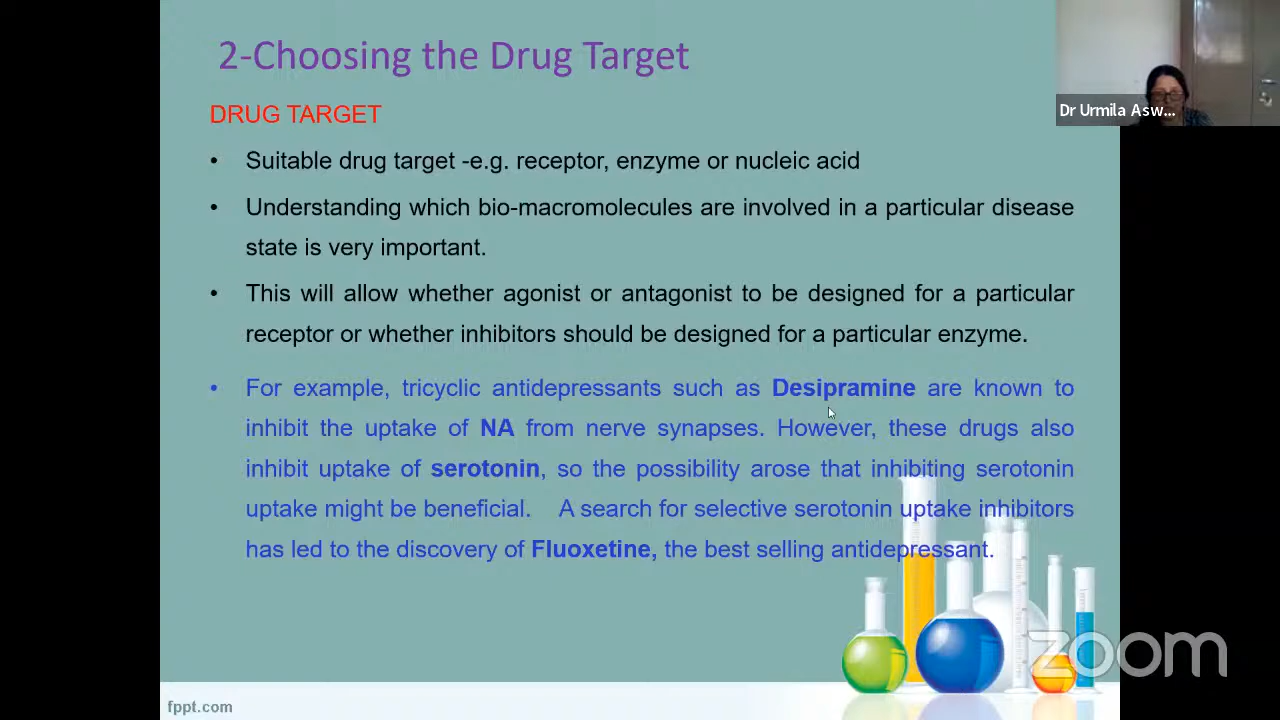 2-Choosing the Drug Target
Dr Urmila Asw...
DRUG TARGET
• Suitable drug target -e.g. receptor, enzyme or nucleic acid
• Understanding which bio-macromolecules are involved in a particular disease
state is very important.
• This will allow whether agonist or antagonist to be designed for a particular
receptor or whether inhibitors should be designed for a particular enzyme.
• For example, tricyclic antidepressants such as Desipramine are known to
inhibit the uptake of NA from nerve synapses. However, these drugs also
inhibit uptake of serotonin, so the possibility arose that inhibiting serotonin
uptake might be beneficial. A search for selective serotonin uptake inhibitors
has led to the discovery of Fluoxetine, the best selling antidepressant.
zoom
fppt.com